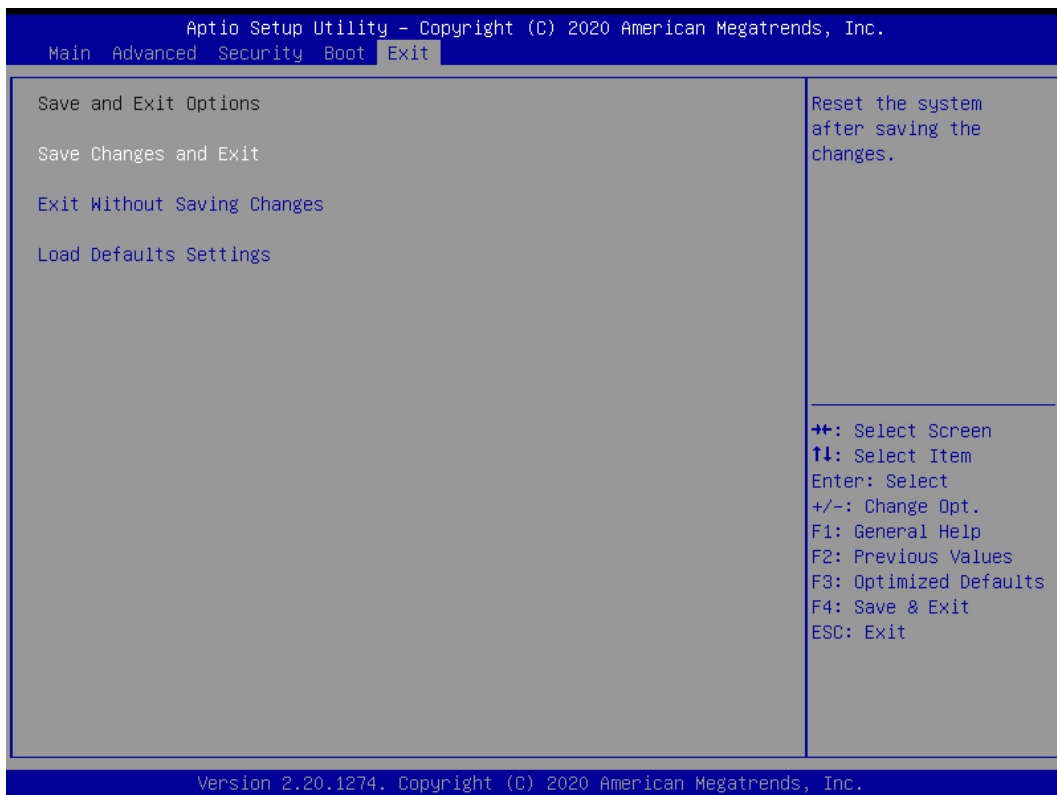 Aptio Setup Utility – Copyright (C) 2020 American Megatrends, Inc.
Main Advanced Security Boot Exit
Save and Exit Options
Save Changes and Exit
Exit Without Saving Changes
Load Defaults Settings
Reset the system
after saving the
changes.
→←: Select Screen
↑↓: Select Item
Enter: Select
+/-: Change Opt.
F1: General Help
F2: Previous Values
F3: Optimized Defaults
F4: Save & Exit
ESC: Exit
Version 2.20.1274. Copyright (C) 2020 American Megatrends, Inc.